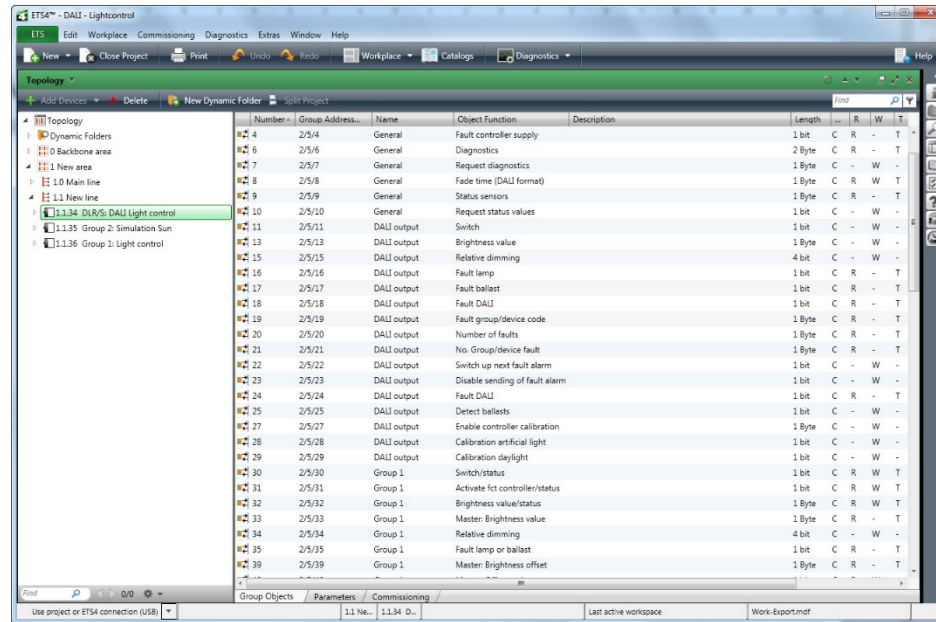 ETS4™ - DALI - Lightcontrol
ETS Edit Workplace Commissioning Diagnostics Extras Window Help
New Close Project Print Undo Redo Workplace Catalogs Diagnostics Help
Topology
Add Devices Delete New Dynamic Folder Split Project Find
Topology
Dynamic Folders
0 Backbone area
1 New area
1.0 Main line
1.1 New line
1.1.34 DLR/S: DALI Light control
1.1.35 Group 2: Simulation Sun
1.1.36 Group 1: Light control
Number Group Address... Name Object Function Description Length ... R W T
4 2/5/4 General Fault controller supply 1 bit C R - T
6 2/5/6 General Diagnostics 2 Byte C R - T
7 2/5/7 General Request diagnostics 1 Byte C - W -
8 2/5/8 General Fade time (DALI format) 1 Byte C R W T
9 2/5/9 General Status sensors 1 Byte C R - T
10 2/5/10 General Request status values 1 bit C - W -
11 2/5/11 DALI output Switch 1 bit C - W -
13 2/5/13 DALI output Brightness value 1 Byte C - W -
15 2/5/15 DALI output Relative dimming 4 bit C - W -
16 2/5/16 DALI output Fault lamp 1 bit C R - T
17 2/5/17 DALI output Fault ballast 1 bit C R - T
18 2/5/18 DALI output Fault DALI 1 bit C R - T
19 2/5/19 DALI output Fault group/device code 1 Byte C R - T
20 2/5/20 DALI output Number of faults 1 Byte C R - T
21 2/5/21 DALI output No. Group/device fault 1 Byte C R - T
22 2/5/22 DALI output Switch up next fault alarm 1 bit C - W -
23 2/5/23 DALI output Disable sending of fault alarm 1 bit C - W -
24 2/5/24 DALI output Fault DALI 1 bit C R - T
25 2/5/25 DALI output Detect ballasts 1 bit C - W -
27 2/5/27 DALI output Enable controller calibration 1 Byte C - W -
28 2/5/28 DALI output Calibration artificial light 1 bit C - W -
29 2/5/29 DALI output Calibration daylight 1 bit C - W -
30 2/5/30 Group 1 Switch/status 1 bit C R W T
31 2/5/31 Group 1 Activate fct controller/status 1 bit C R W T
32 2/5/32 Group 1 Brightness value/status 1 Byte C R W T
33 2/5/33 Group 1 Master: Brightness value 1 Byte C R - T
34 2/5/34 Group 1 Relative dimming 4 bit C - W -
35 2/5/35 Group 1 Fault lamp or ballast 1 bit C R - T
39 2/5/39 Group 1 Master: Brightness offset 1 Byte C R - T
Find 0/0 Group Objects Parameters Commissioning
Use project or ETS4 connection (USB) 1.1 Ne... 1.1.34 D... Last active workspace Work-Export.mdf